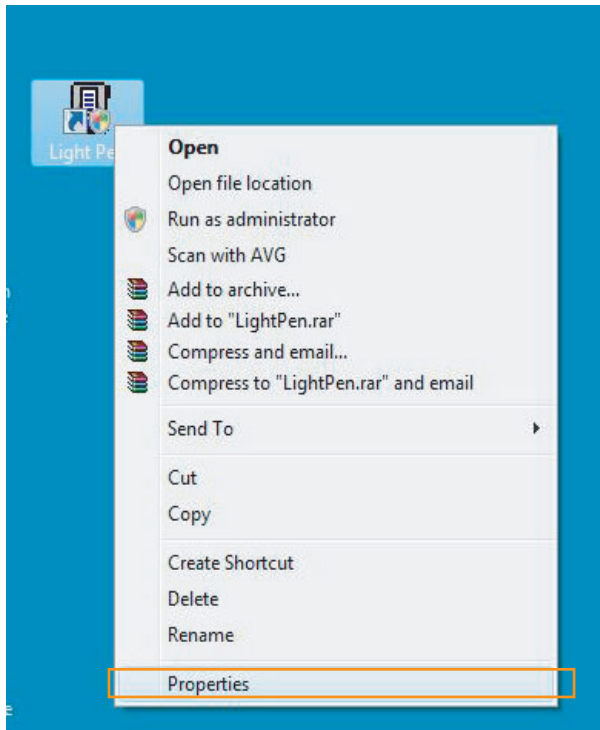 Light Pe
Open
Open file location
Run as administrator
Scan with AVG
Add to archive...
Add to "LightPen.rar"
Compress and email...
Compress to "LightPen.rar" and email
Send To
Cut
Copy
Create Shortcut
Delete
Rename
Properties